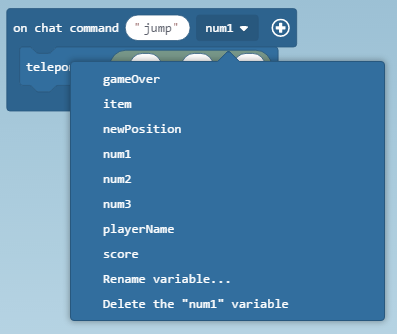 on chat command "jump" num1
telepor
gameOver
item
newPosition
num1
num2
num3
playerName
score
Rename variable...
Delete the "num1" variable